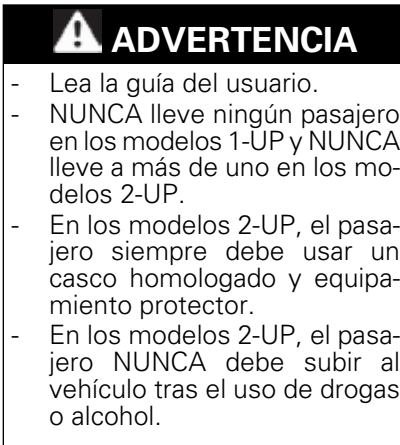 ADVERTENCIA
- Lea la guía del usuario.
- NUNCA lleve ningún pasajero
en los modelos 1-UP y NUNCA
lleve a más de uno en los mo-
delos 2-UP.
- En los modelos 2-UP, el pasa-
jero siempre debe usar un
casco homologado y equipa-
miento protector.
- En los modelos 2-UP, el pasa-
jero NUNCA debe subir al
vehículo tras el uso de drogas
o alcohol.